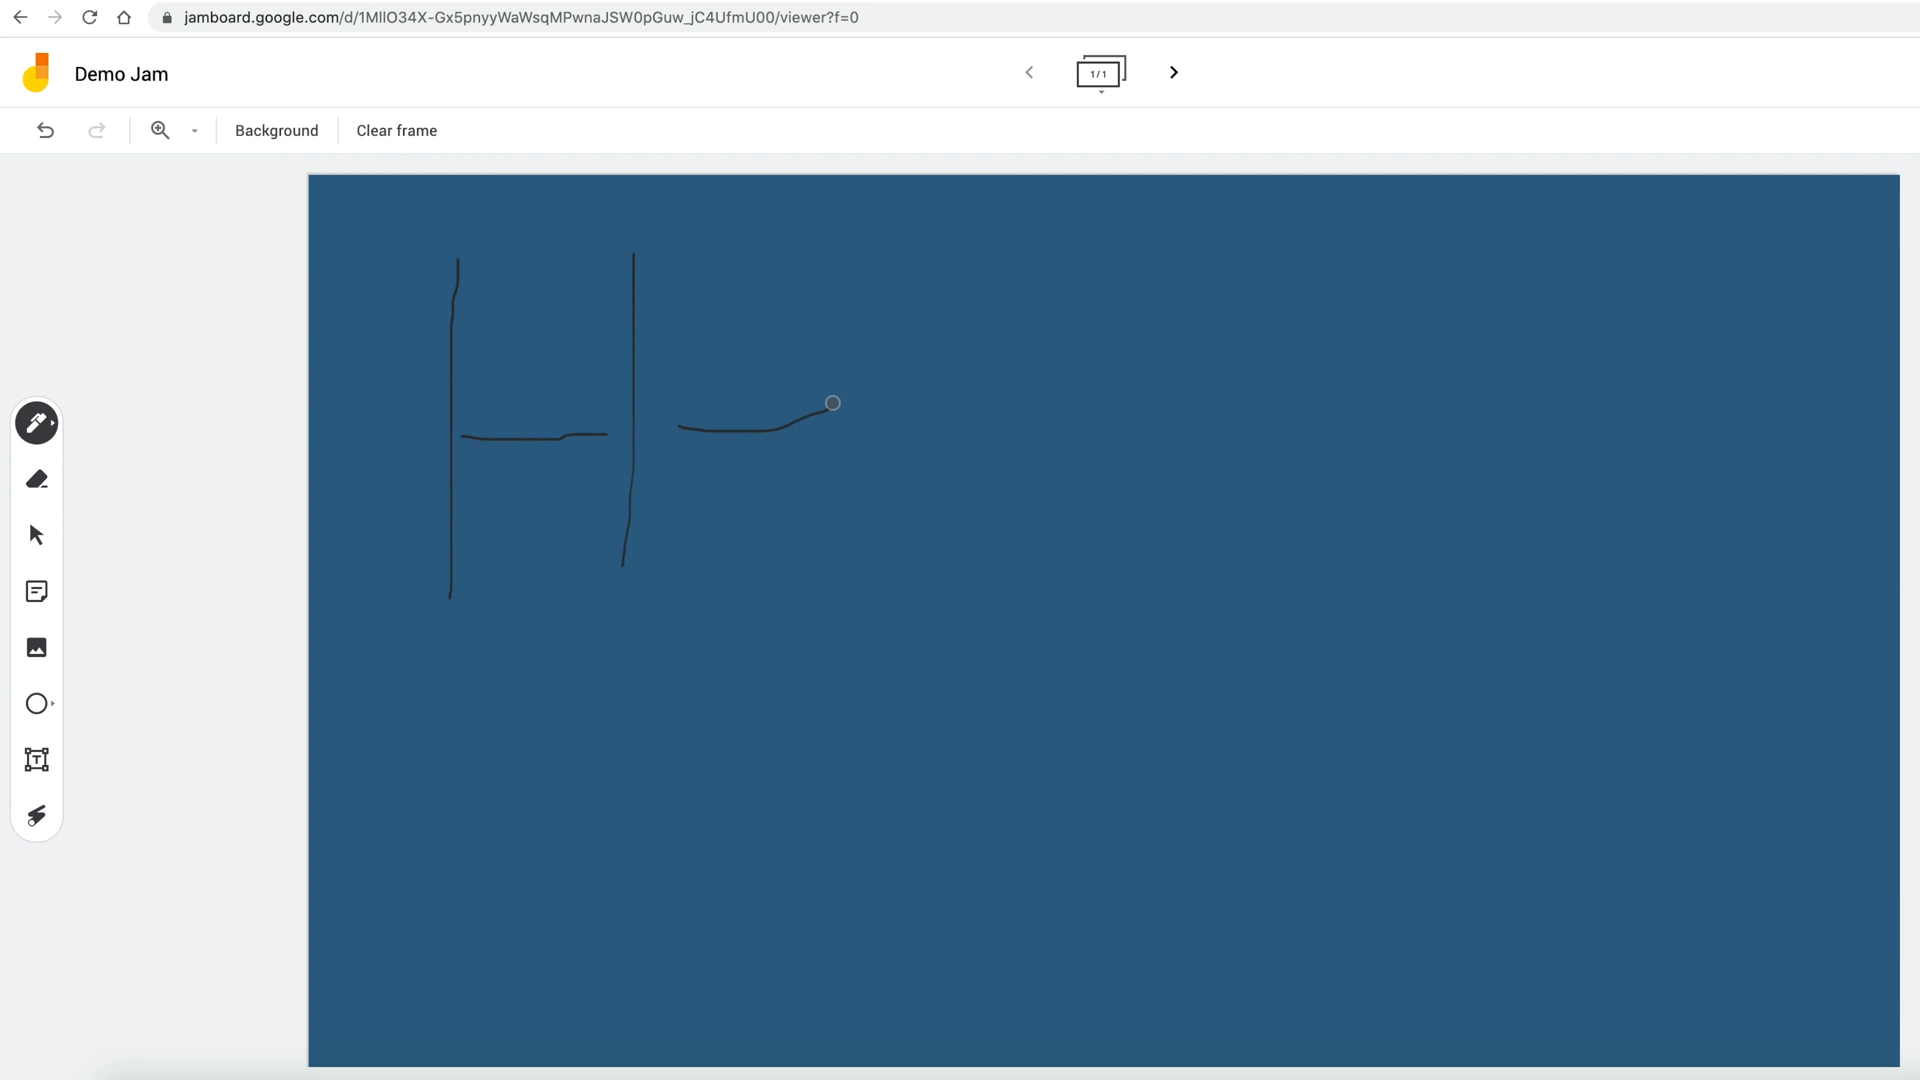 jamboard.google.com/d/1MllO34X-Gx5pnyyWaWsqMPwnaJSW0pGuw_jC4UfmU00/viewer?f=0
Demo Jam
1/1
Background
Clear frame
H